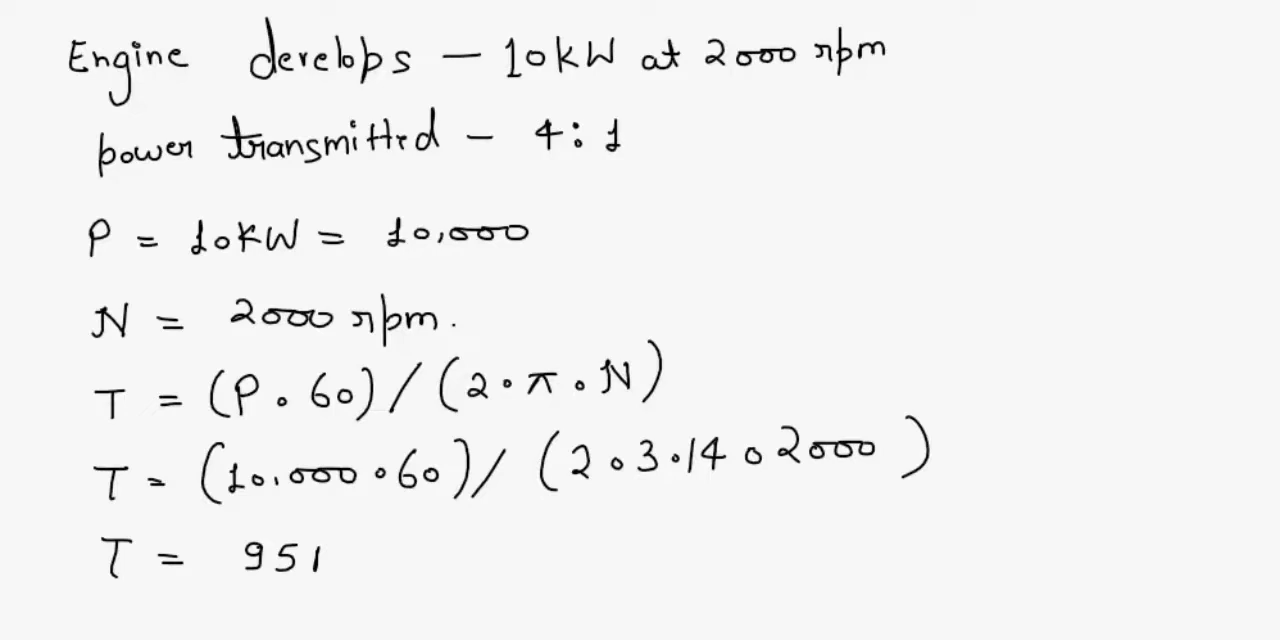 Engine develops - 10kW at 2000 rpm
power transmitted - 4:1
P = 10kW = 10,000
N = 2000 rpm.
T = (P.60)/(2.π.N)
T = (10,000.60)/(2.3.14.2000)
T = 951